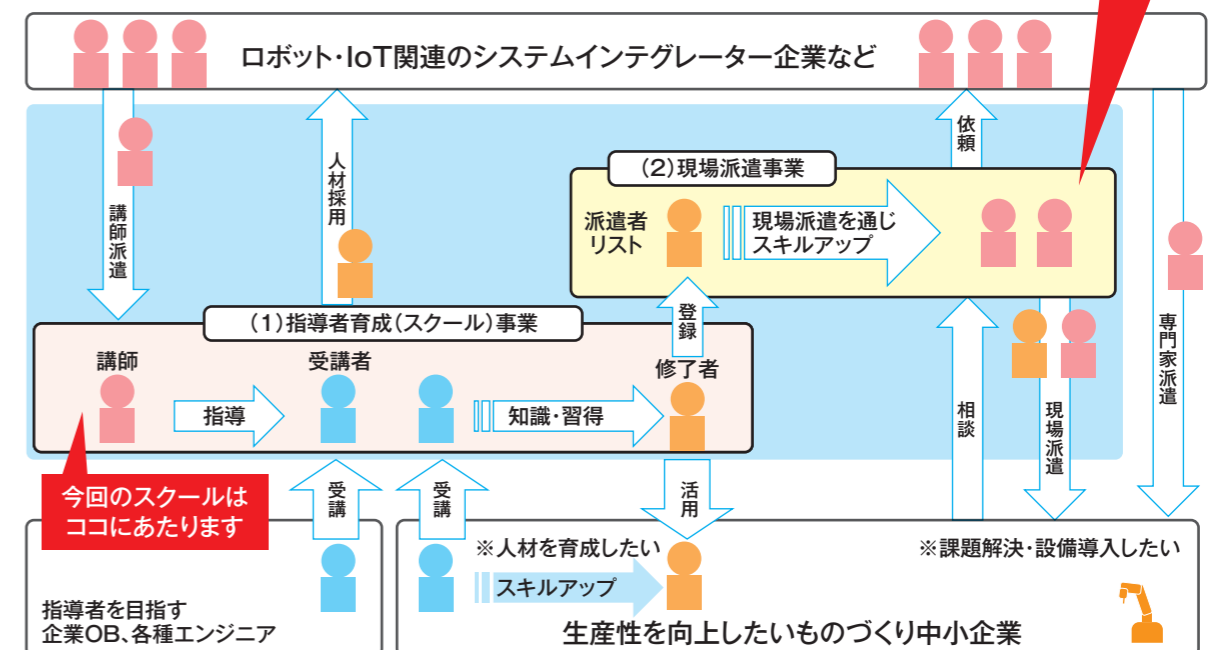 ロボット・IoT関連のシステムインテグレーター企業など
講師派遣
人材採用
依頼
(2)現場派遣事業
派遣者
リスト
現場派遣を通じ
スキルアップ
登録
(1)指導者育成(スクール)事業
講師
受講者
修了者
指導
知識・習得
相談
現場派遣
専門家派遣
今回のスクールは
ココにあたります
受講
受講
活用
※人材を育成したい
スキルアップ
※課題解決・設備導入したい
指導者を目指す
企業OB、各種エンジニア
生産性を向上したいものづくり中小企業